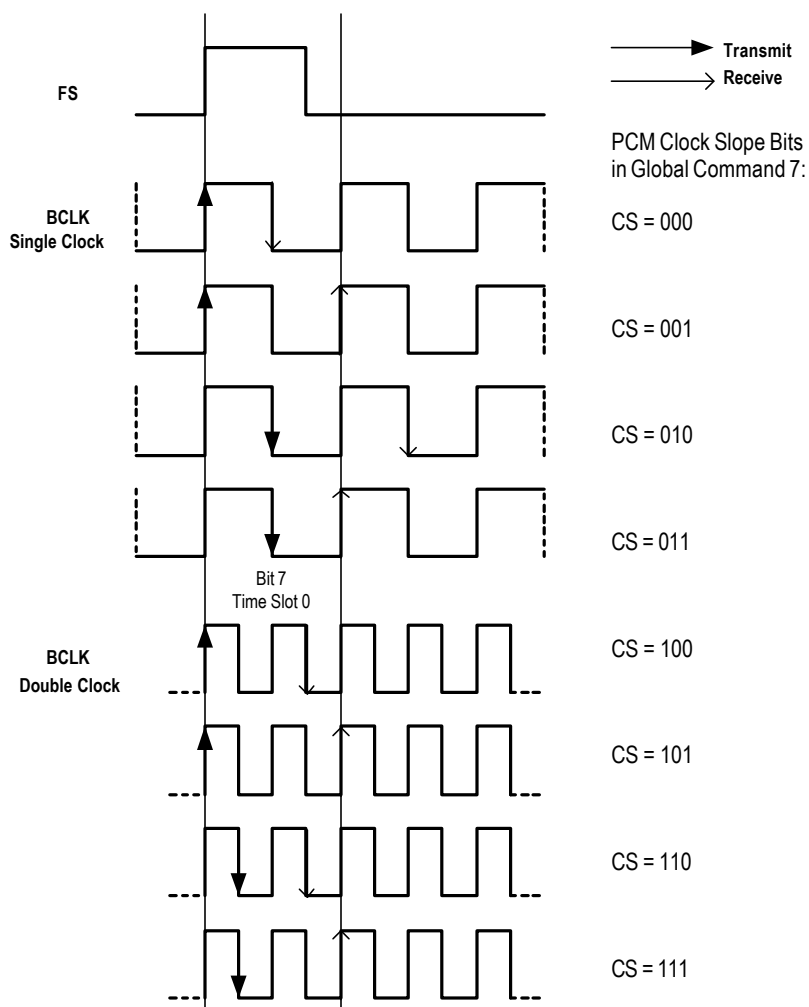 Transmit
Receive
FS
PCM Clock Slope Bits
in Global Command 7:
BCLK
Single Clock
CS = 000
CS = 001
CS = 010
CS = 011
Bit 7
Time Slot 0
BCLK
Double Clock
CS = 100
CS = 101
CS = 110
CS = 111